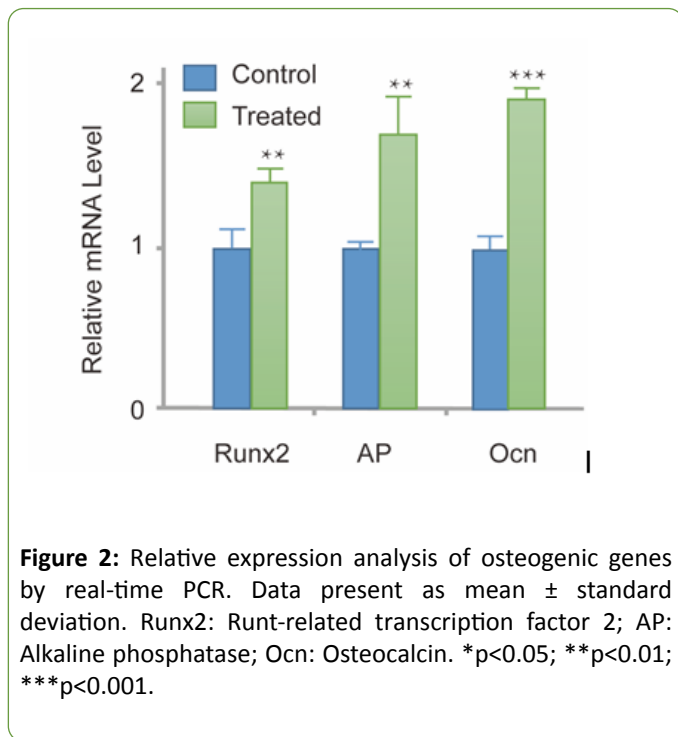 2
Control
Treated
**
**
***
Relative mRNA Level
1
0
Runx2 AP Ocn
Figure 2: Relative expression analysis of osteogenic genes
by real-time PCR. Data present as mean ± standard
deviation. Runx2: Runt-related transcription factor 2; AP:
Alkaline phosphatase; Ocn: Osteocalcin. *p<0.05; **p<0.01;
***p<0.001.